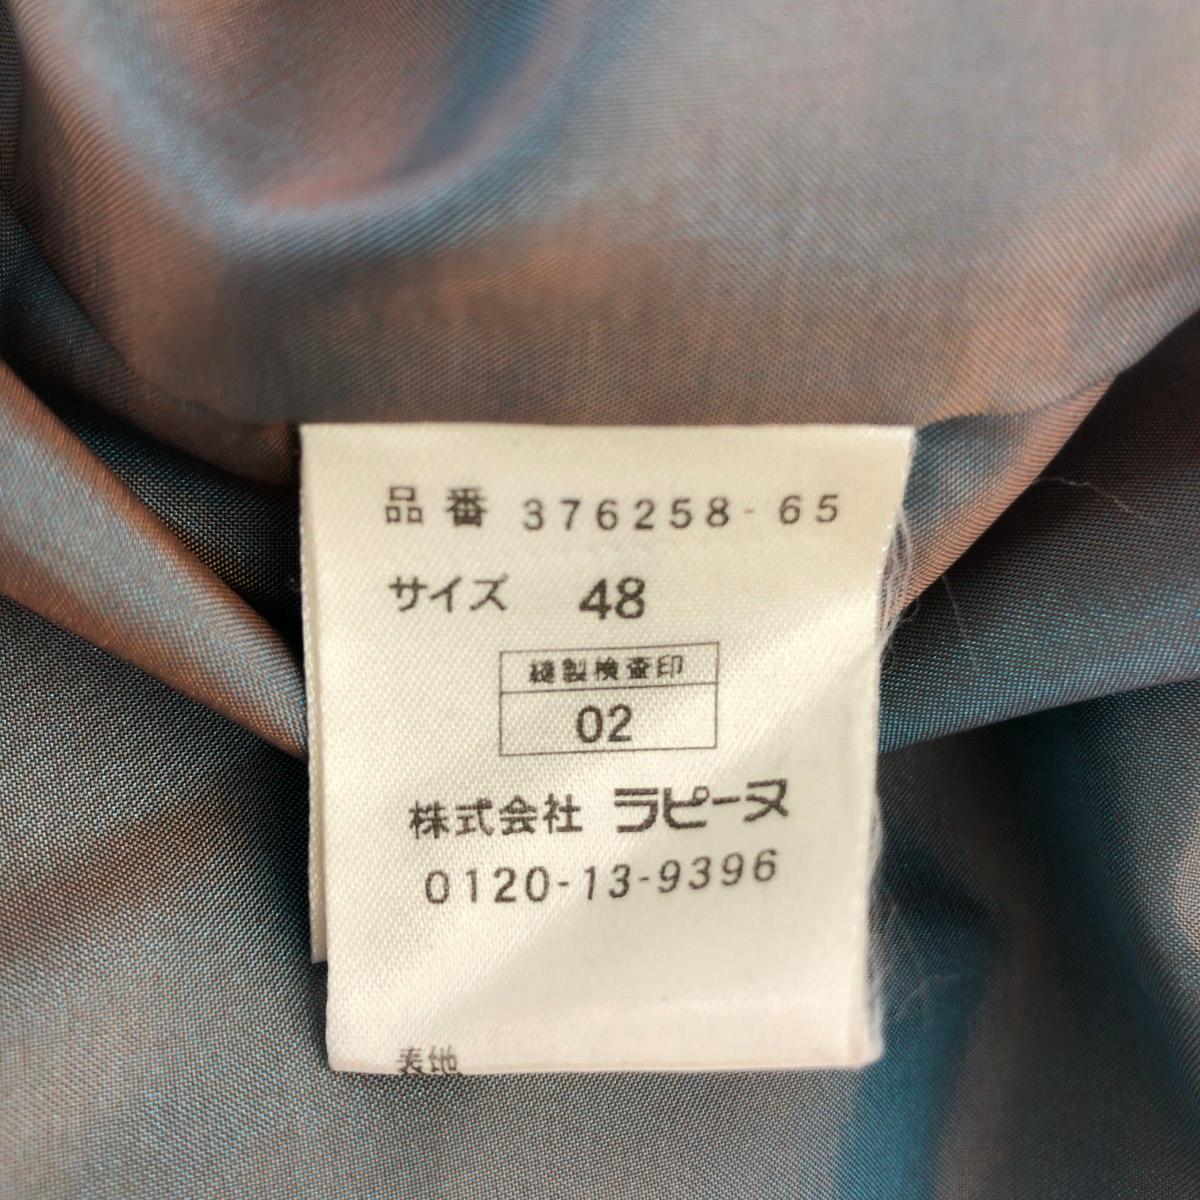 品番 376258-65
サイズ 48
縫製検査印
02
株式会社 ラピーヌ
0120-13-9396
表地